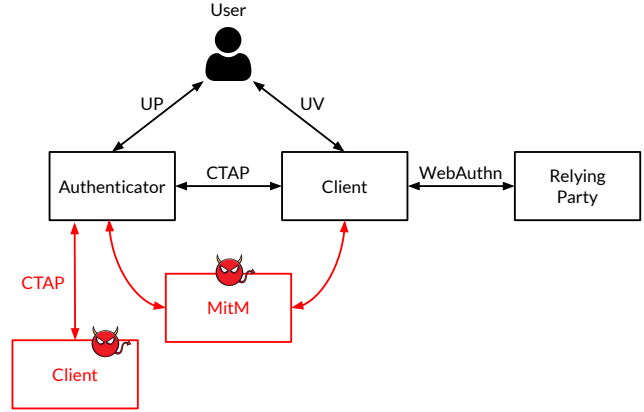 User
UP
UV
Authenticator
CTAP
Client
WebAuthn
Relying
Party
CTAP
MitM
Client